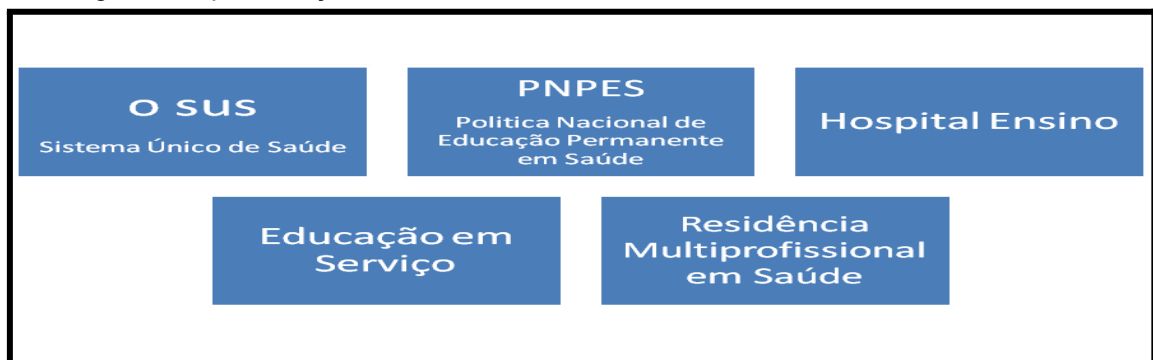 O SUS
Sistema Único de Saúde
PNPES
Politica Nacional de
Educação Permanente
em Saúde
Hospital Ensino
Educação em
Serviço
Residência
Multiprofissional
em Saúde